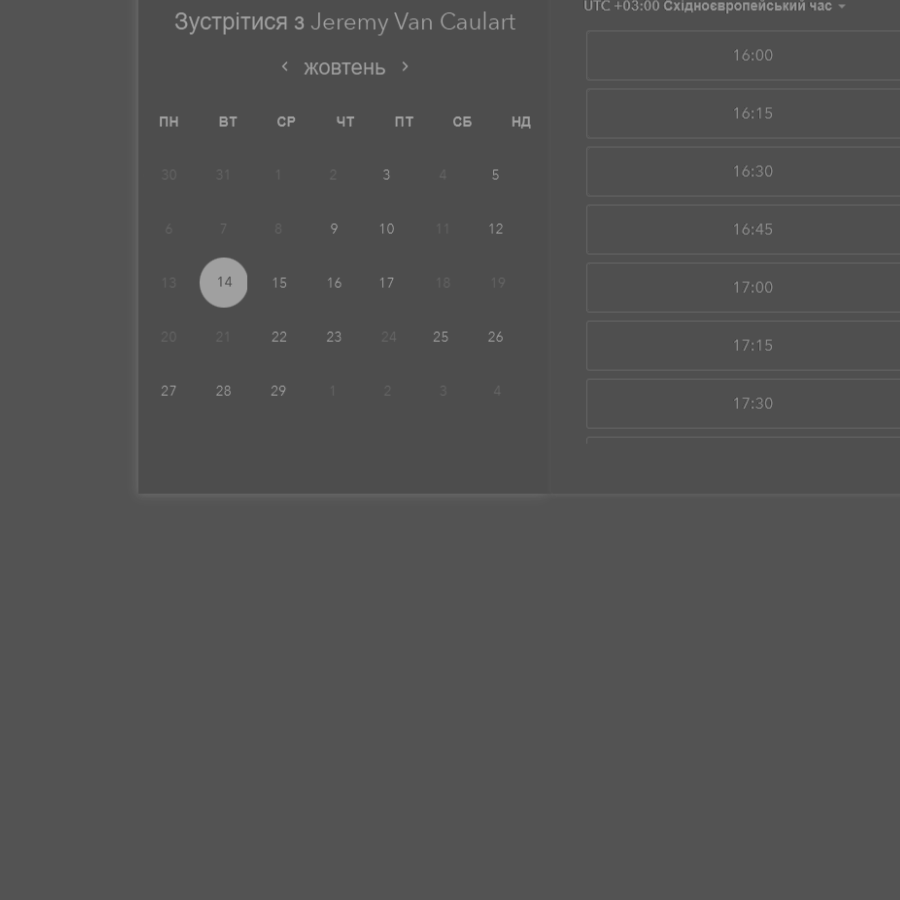 Зустрітися з Jeremy Van Caulart
‹ жовтень ›
ПН ВТ СР ЧТ ПТ СБ НД
30 31 1 2 3 4 5
6 7 8 9 10 11 12
13 14 15 16 17 18 19
20 21 22 23 24 25 26
27 28 29 1 2 3 4
UTC +03:00 Східноєвропейський час
16:00
16:15
16:30
16:45
17:00
17:15
17:30